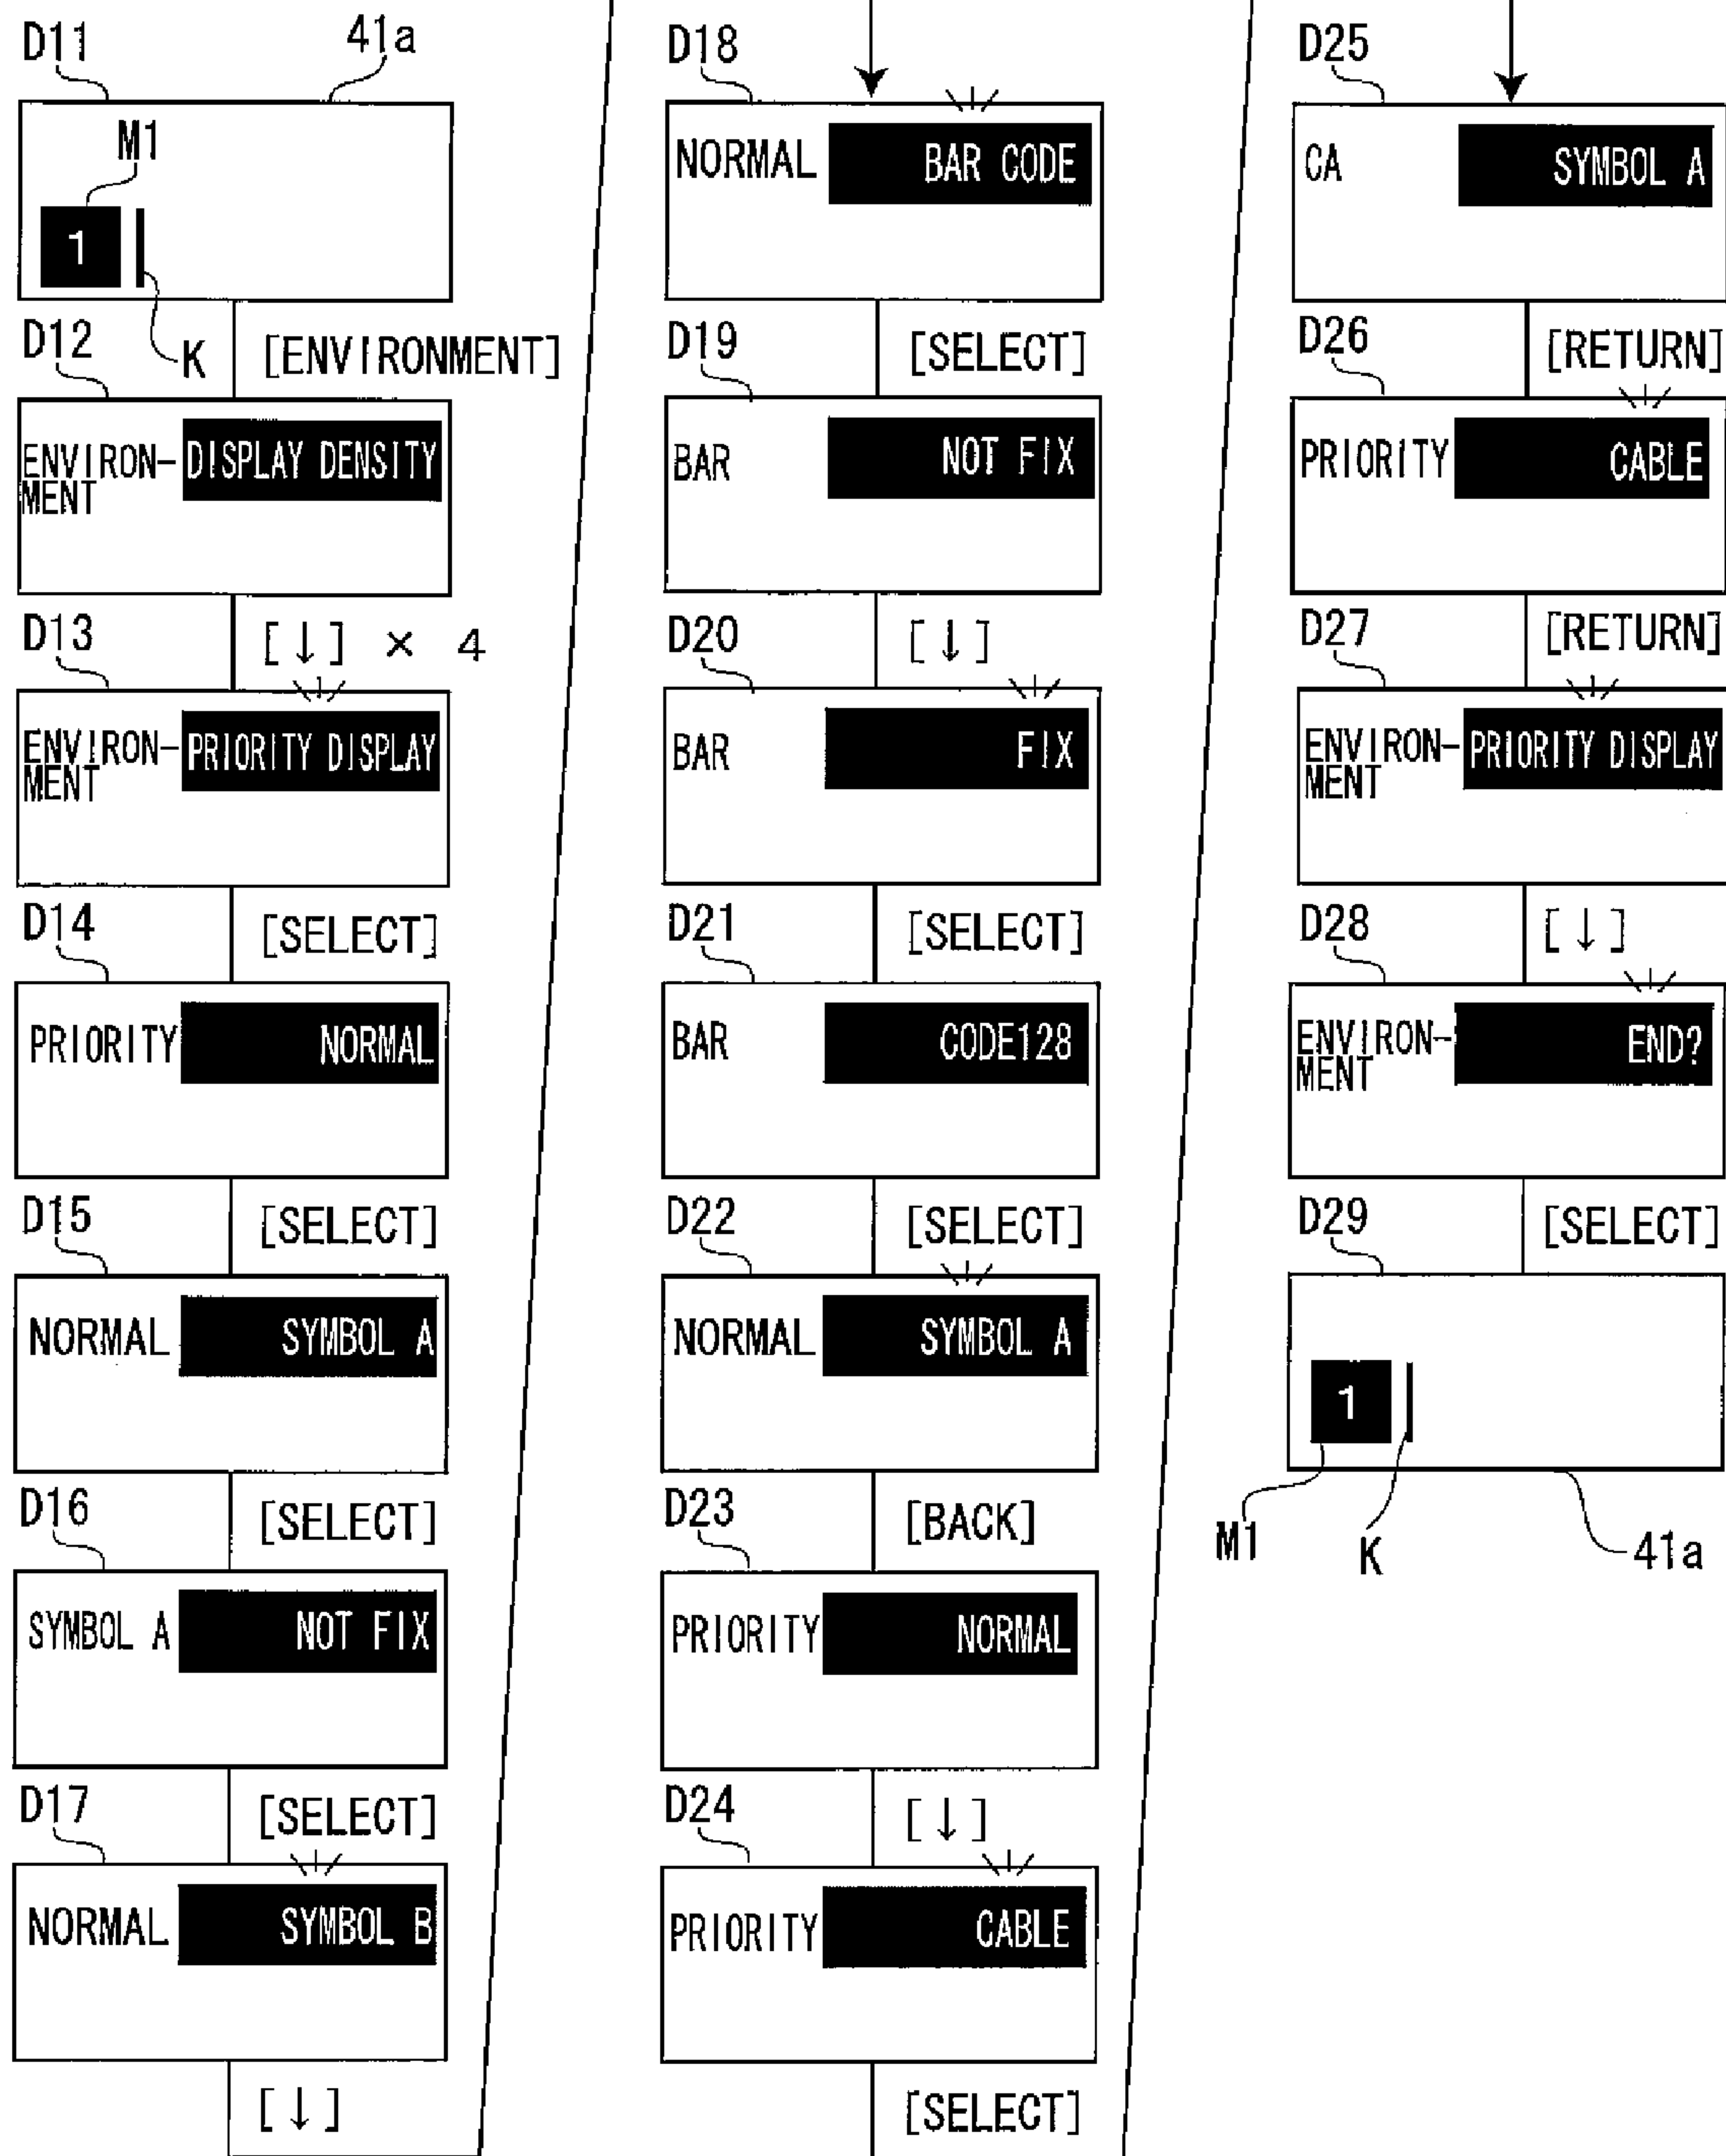 D11
41a
M1
1
K
[ENVIRONMENT]
D12
ENVIRON-
MENT
DISPLAY DENSITY
[↓] × 4
D13
ENVIRON-
MENT
PRIORITY DISPLAY
[SELECT]
D14
PRIORITY
NORMAL
[SELECT]
D15
NORMAL
SYMBOL A
[SELECT]
D16
SYMBOL A
NOT FIX
[SELECT]
D17
NORMAL
SYMBOL B
[↓]
D18
NORMAL
BAR CODE
[SELECT]
D19
BAR
NOT FIX
[↓]
D20
BAR
FIX
[SELECT]
D21
BAR
CODE128
[SELECT]
D22
NORMAL
SYMBOL A
[BACK]
D23
PRIORITY
NORMAL
[↓]
D24
PRIORITY
CABLE
[SELECT]
D25
CA
SYMBOL A
[RETURN]
D26
PRIORITY
CABLE
[RETURN]
D27
ENVIRON-
MENT
PRIORITY DISPLAY
[↓]
D28
ENVIRON-
MENT
END?
[SELECT]
D29
1
M1
K
41a